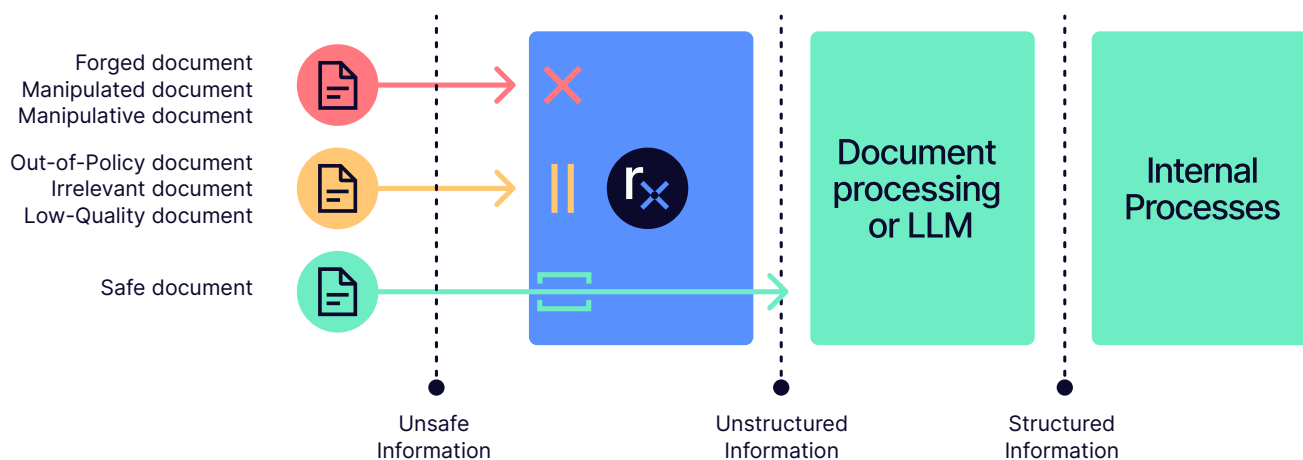 Forged document
Manipulated document
Manipulative document
Out-of-Policy document
Irrelevant document
Low-Quality document
Safe document
rx
Document
processing
or LLM
Internal
Processes
Unsafe
Information
Unstructured
Information
Structured
Information